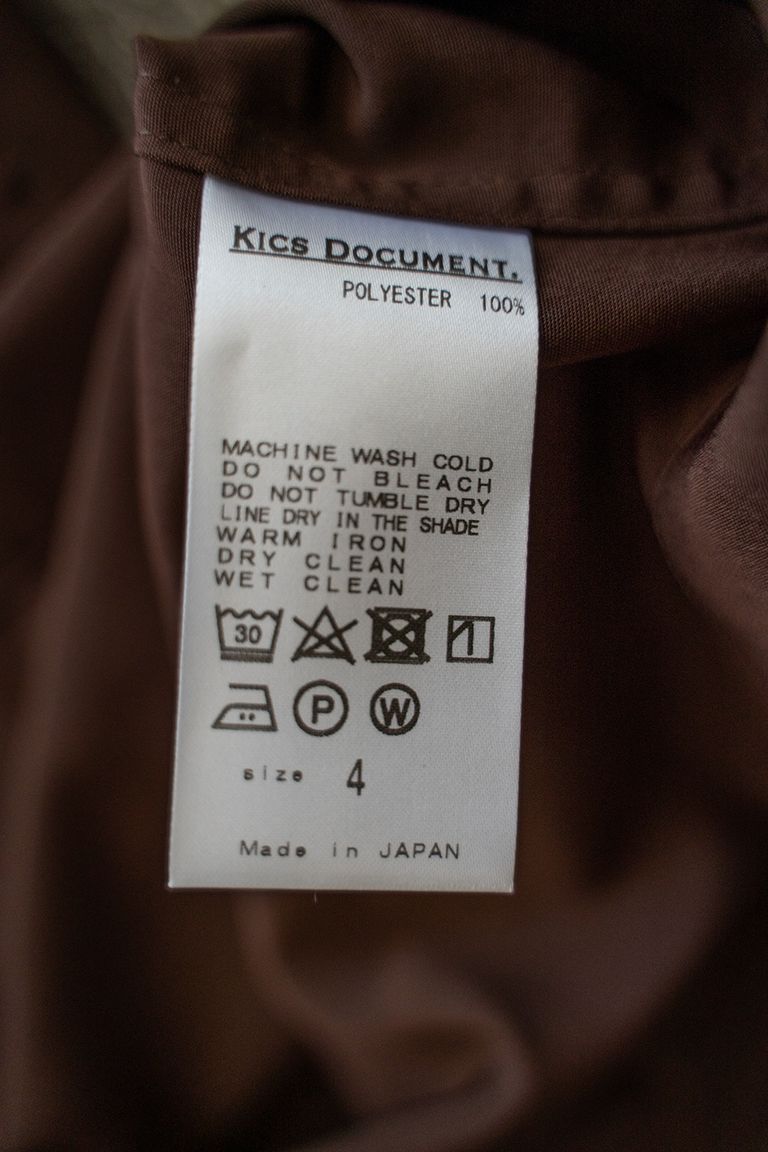 KICS DOCUMENT.
POLYESTER 100%
MACHINE WASH COLD
DO NOT BLEACH
DO NOT TUMBLE DRY
LINE DRY IN THE SHADE
WARM IRON
DRY CLEAN
WET CLEAN
30
P W
size 4
Made in JAPAN